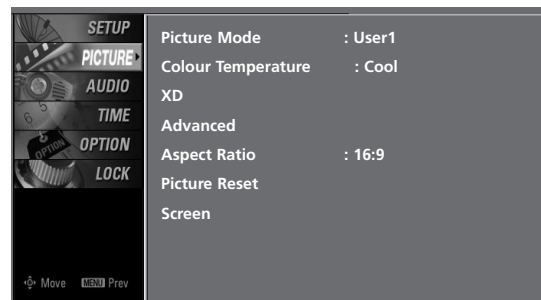 SETUP
PICTURE
AUDIO
TIME
OPTION
LOCK
Move MENU Prev
Picture Mode : User1
Colour Temperature : Cool
XD
Advanced
Aspect Ratio : 16:9
Picture Reset
Screen